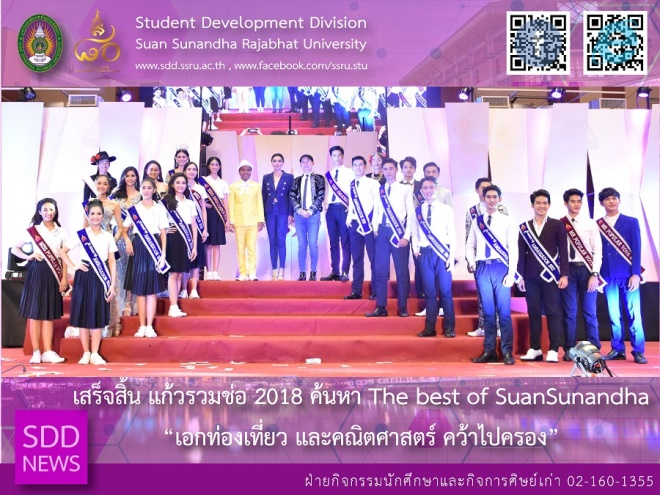 Student Development Division
Suan Sunandha Rajabhat University
www.sdd.ssru.ac.th , www.facebook.com/ssru.stu
เสร็จสิ้น แก้วรวมช่อ 2018 ค้นหา The best of SuanSunandha
“เอกท่องเที่ยว และคณิตศาสตร์ คว้าไปครอง”
SDD
NEWS
ฝ่ายกิจกรรมนักศึกษาและกิจการศิษย์เก่า 02-160-1355